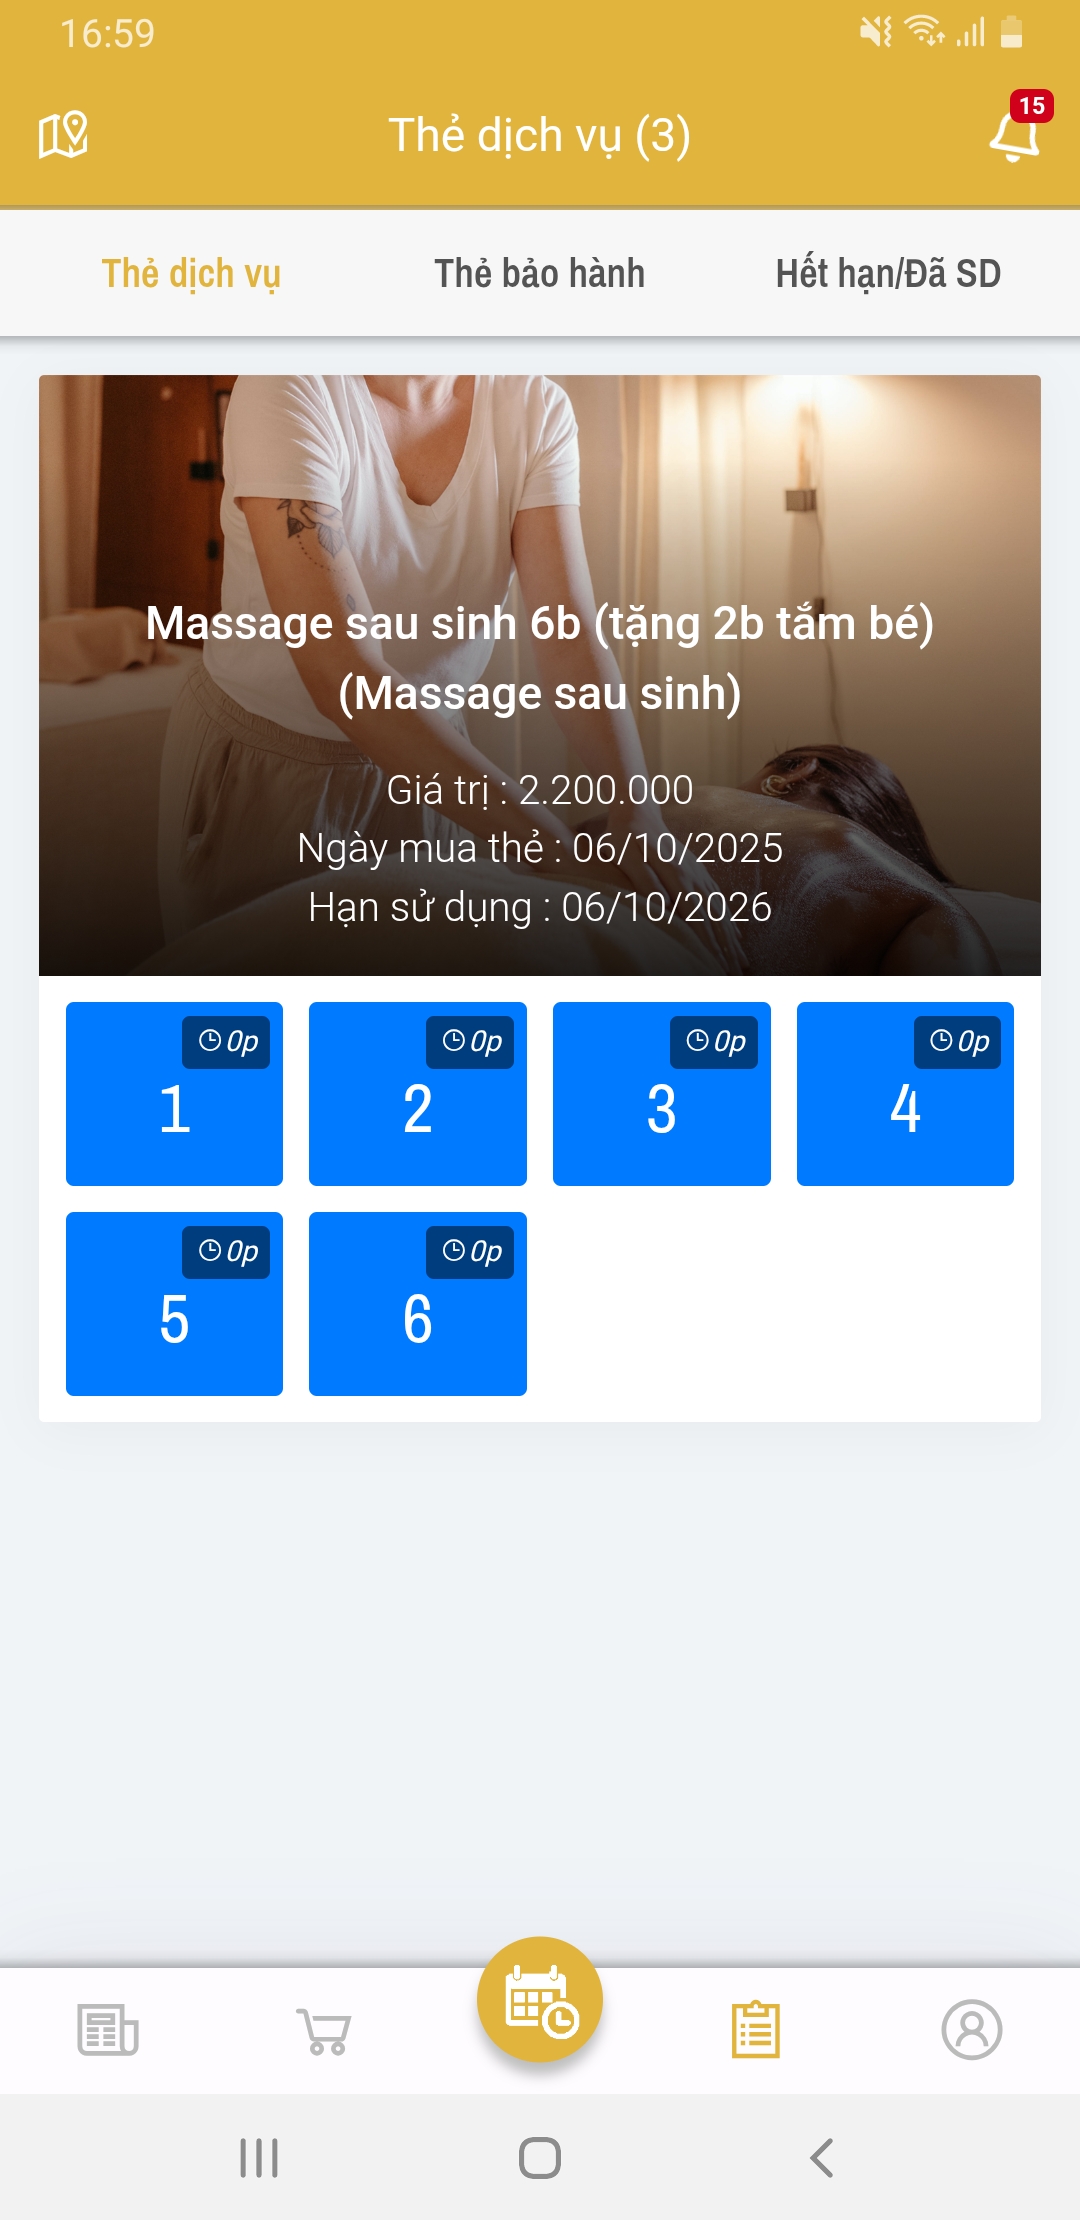 16:59
Thẻ dịch vụ (3)
15
Thẻ dịch vụ
Thẻ bảo hành
Hết hạn/Đã SD
Massage sau sinh 6b (tặng 2b tắm bé)
(Massage sau sinh)
Giá trị : 2.200.000
Ngày mua thẻ : 06/10/2025
Hạn sử dụng : 06/10/2026
0p
1
0p
2
0p
3
0p
4
0p
5
0p
6